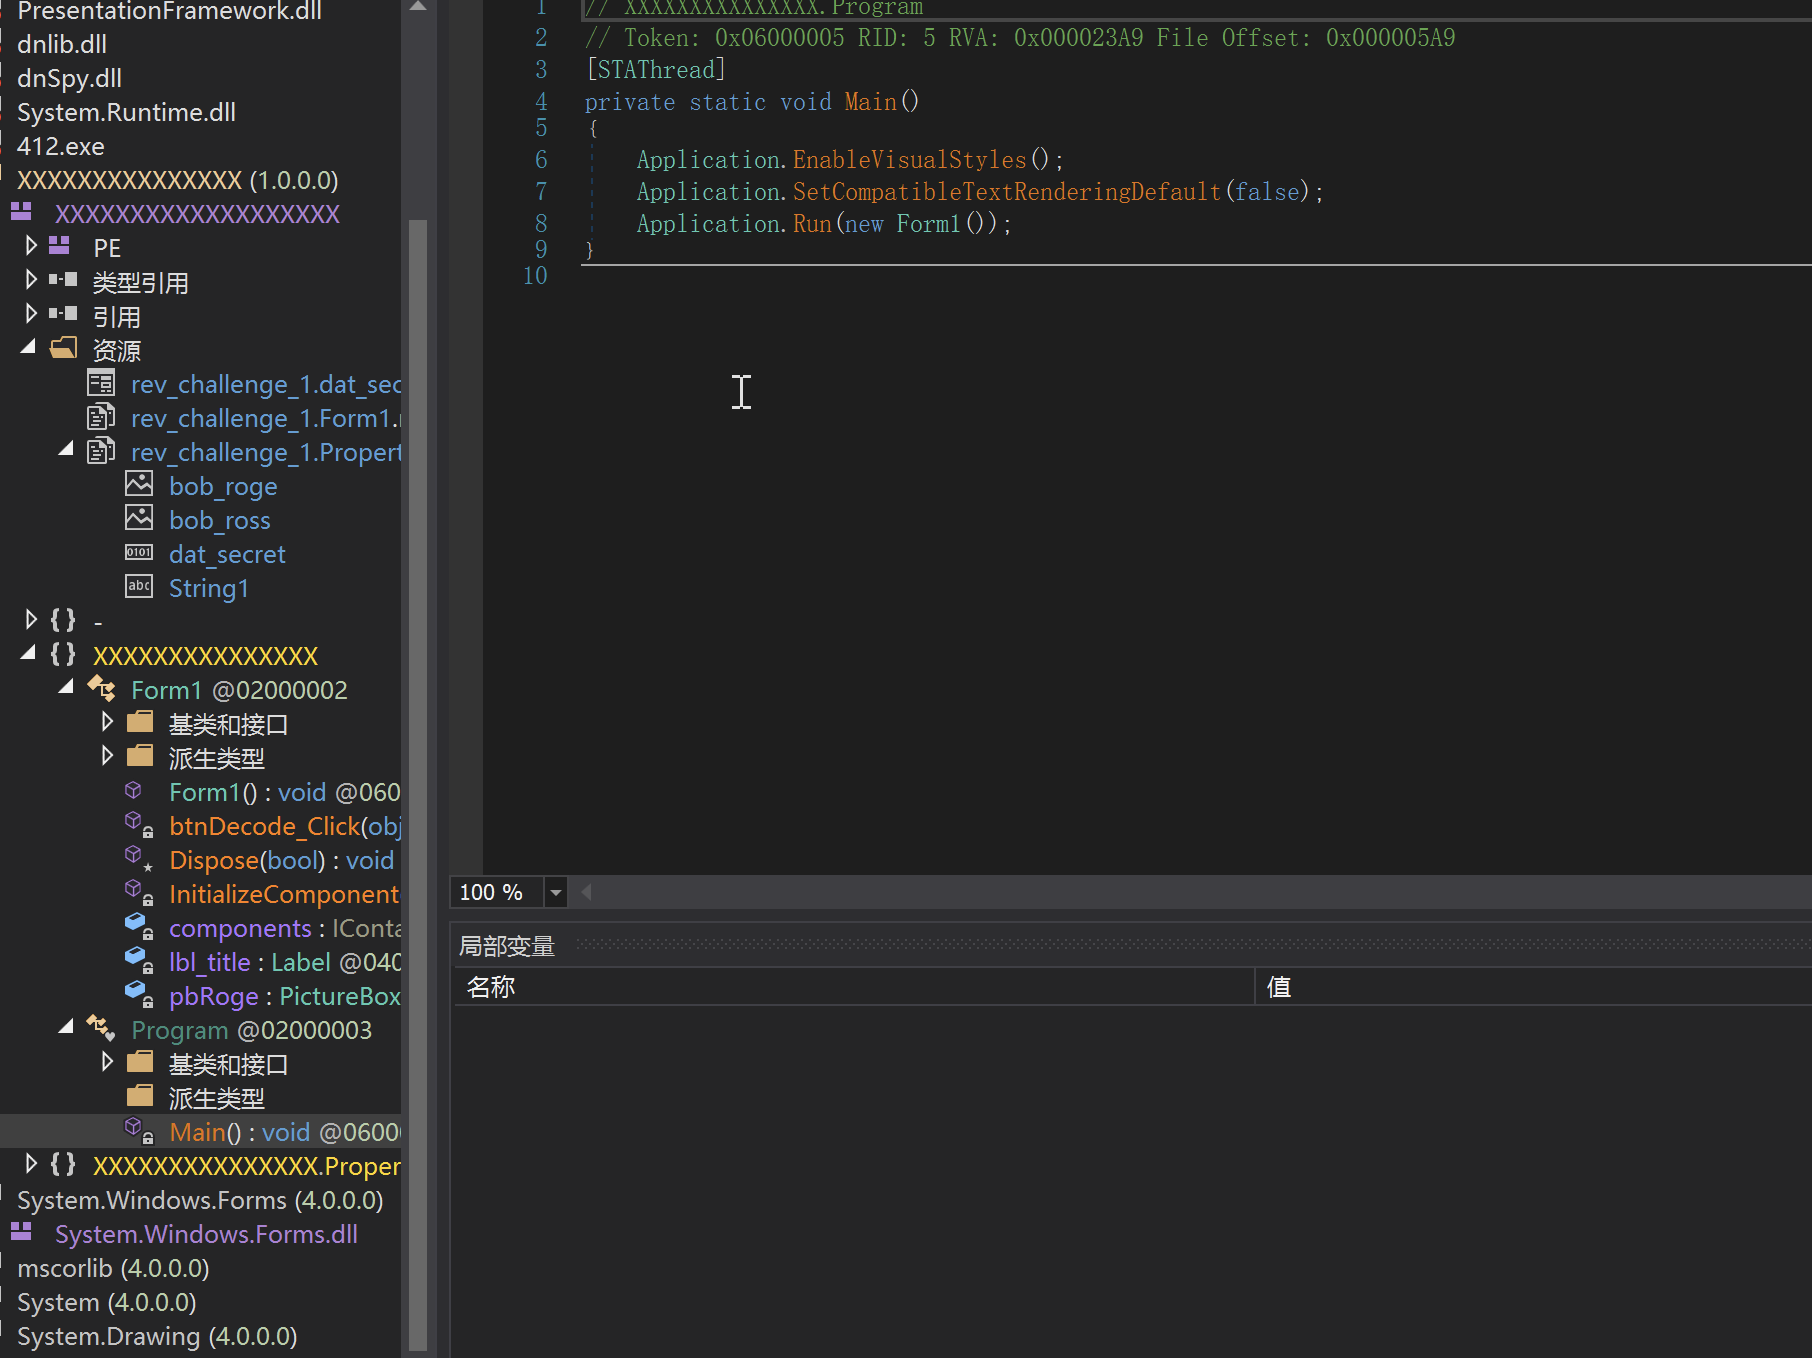 PresentationFramework.dll
dnlib.dll
dnSpy.dll
System.Runtime.dll
412.exe
XXXXXXXXXXXXXXX (1.0.0.0)
XXXXXXXXXXXXXXXXXXX
PE
类型引用
引用
资源
rev_challenge_1.dat_sec
rev_challenge_1.Form1.
rev_challenge_1.Propert
bob_roge
bob_ross
dat_secret
String1
{ } -
{ } XXXXXXXXXXXXXXX
Form1 @02000002
基类和接口
派生类型
Form1() : void @060
btnDecode_Click(obj
Dispose(bool) : void
InitializeComponent
components : IConta
lbl_title : Label @040
pbRoge : PictureBox
Program @02000003
基类和接口
派生类型
Main() : void @0600
{ } XXXXXXXXXXXXXXX.Proper
System.Windows.Forms (4.0.0.0)
System.Windows.Forms.dll
mscorlib (4.0.0.0)
System (4.0.0.0)
System.Drawing (4.0.0.0)
1 // XXXXXXXXXXXXXXX.Program
2 // Token: 0x06000005 RID: 5 RVA: 0x000023A9 File Offset: 0x000005A9
3 [STAThread]
4 private static void Main()
5 {
6 Application.EnableVisualStyles();
7 Application.SetCompatibleTextRenderingDefault(false);
8 Application.Run(new Form1());
9 }
10
100 %
局部变量
名称 值